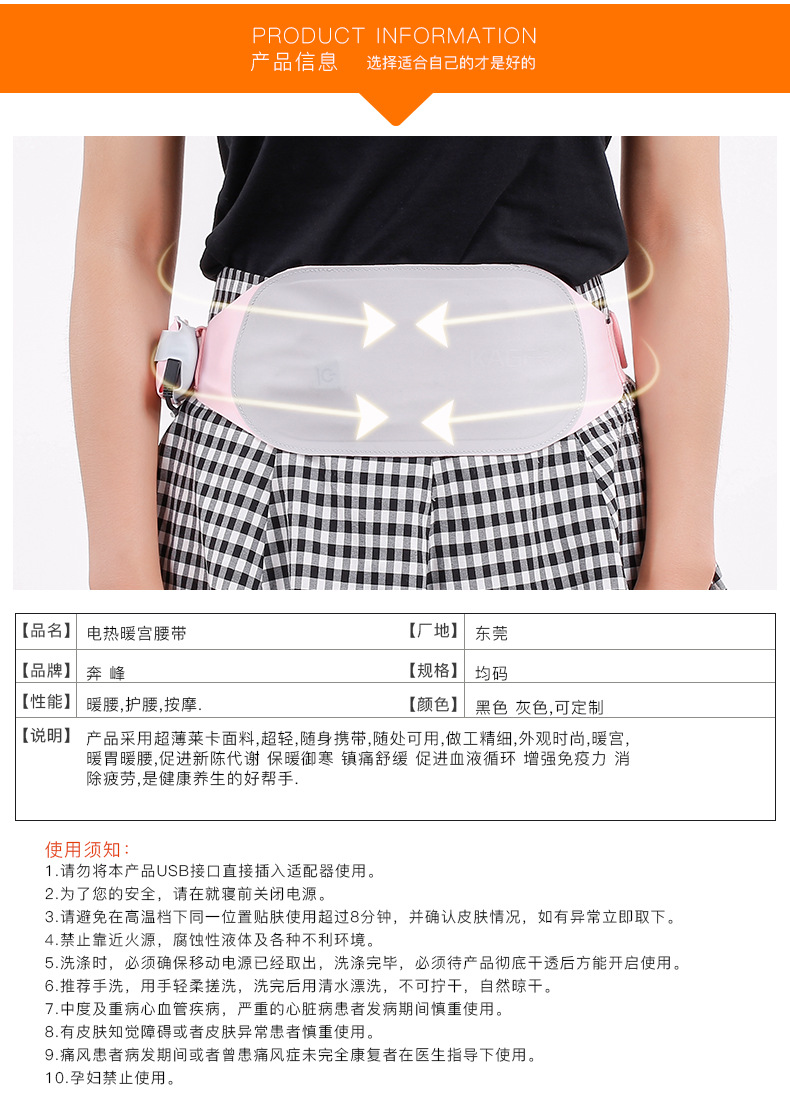 PRODUCT INFORMATION
产品信息 选择适合自己的才是好的
【品名】 电热暖宫腰带 【厂地】 东莞
【品牌】 奔 峰 【规格】 均码
【性能】 暖腰,护腰,按摩. 【颜色】 黑色 灰色,可定制
【说明】 产品采用超薄莱卡面料,超轻,随身携带,随处可用,做工精细,外观时尚,暖宫,
暖胃暖腰,促进新陈代谢 保暖御寒 镇痛舒缓 促进血液循环 增强免疫力 消
除疲劳,是健康养生的好帮手.
使用须知：
1.请勿将本产品USB接口直接插入适配器使用。
2.为了您的安全，请在就寝前关闭电源。
3.请避免在高温档下同一位置贴肤使用超过8分钟，并确认皮肤情况，如有异常立即取下。
4.禁止靠近火源，腐蚀性液体及各种不利环境。
5.洗涤时，必须确保移动电源已经取出，洗涤完毕，必须待产品彻底干透后方能开启使用。
6.推荐手洗，用手轻柔搓洗，洗完后用清水漂洗，不可拧干，自然晾干。
7.中度及重病心血管疾病，严重的心脏病患者发病期间慎重使用。
8.有皮肤知觉障碍或者皮肤异常患者慎重使用。
9.痛风患者病发期间或者曾患痛风症未完全康复者在医生指导下使用。
10.孕妇禁止使用。